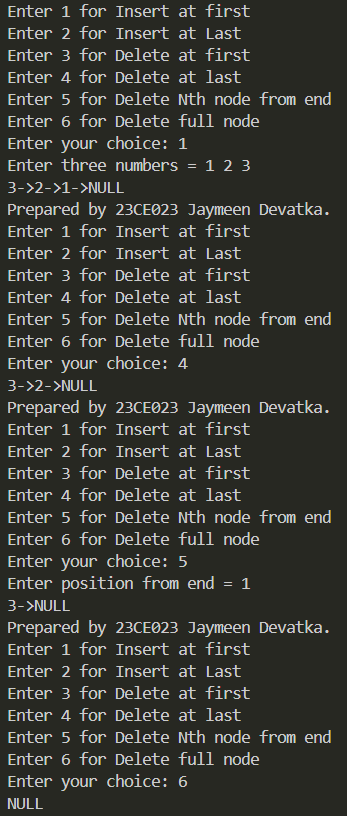 Enter 1 for Insert at first
Enter 2 for Insert at Last
Enter 3 for Delete at first
Enter 4 for Delete at last
Enter 5 for Delete Nth node from end
Enter 6 for Delete full node
Enter your choice: 1
Enter three numbers = 1 2 3
3->2->1->NULL
Prepared by 23CE023 Jaymeen Devatka.
Enter 1 for Insert at first
Enter 2 for Insert at Last
Enter 3 for Delete at first
Enter 4 for Delete at last
Enter 5 for Delete Nth node from end
Enter 6 for Delete full node
Enter your choice: 4
3->2->NULL
Prepared by 23CE023 Jaymeen Devatka.
Enter 1 for Insert at first
Enter 2 for Insert at Last
Enter 3 for Delete at first
Enter 4 for Delete at last
Enter 5 for Delete Nth node from end
Enter 6 for Delete full node
Enter your choice: 5
Enter position from end = 1
3->NULL
Prepared by 23CE023 Jaymeen Devatka.
Enter 1 for Insert at first
Enter 2 for Insert at Last
Enter 3 for Delete at first
Enter 4 for Delete at last
Enter 5 for Delete Nth node from end
Enter 6 for Delete full node
Enter your choice: 6
NULL